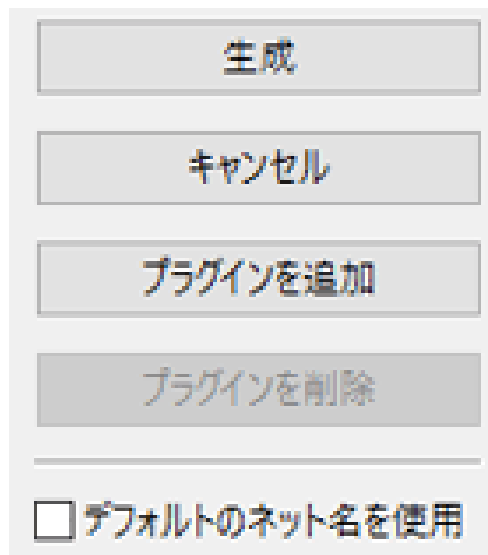 生成
キャンセル
プラグインを追加
プラグインを削除
デフォルトのネット名を使用